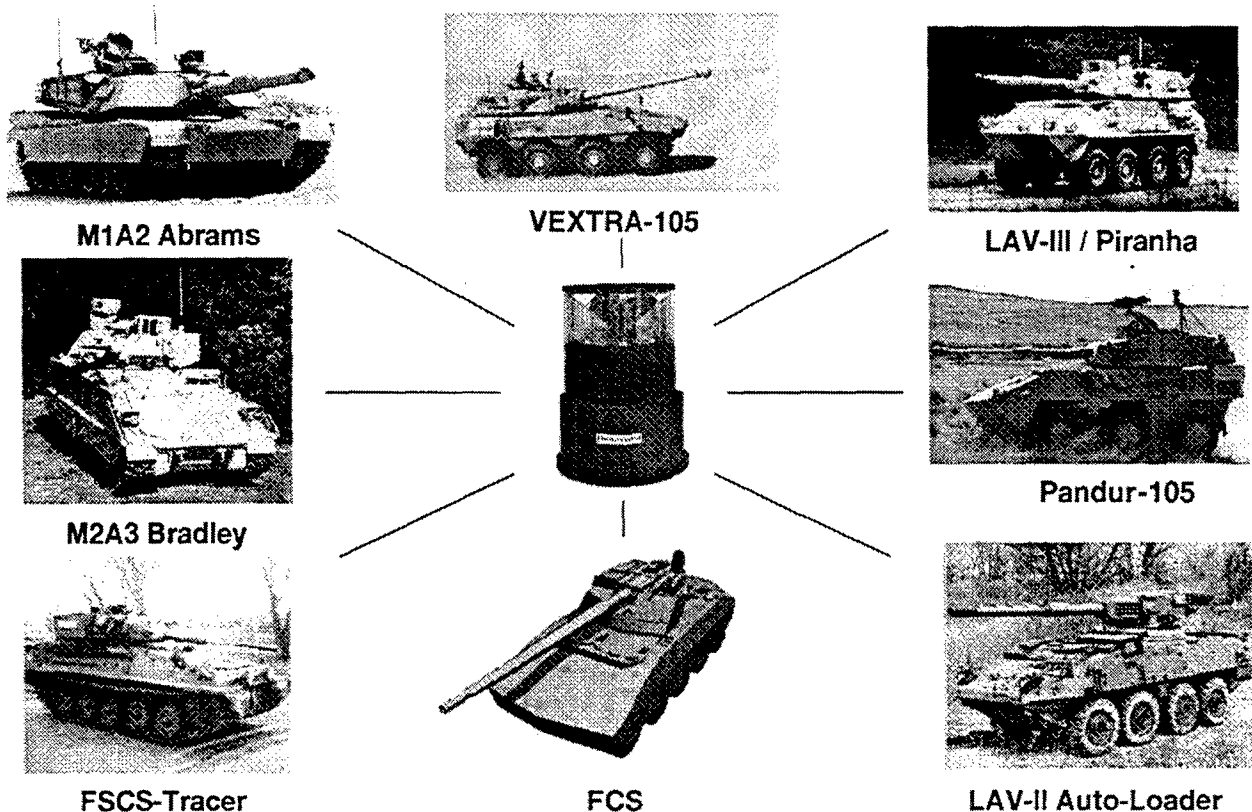 M1A2 Abrams
VEXTRA-105
LAV-III / Piranha
M2A3 Bradley
Pandur-105
FSCS-Tracer
FCS
LAV-II Auto-Loader